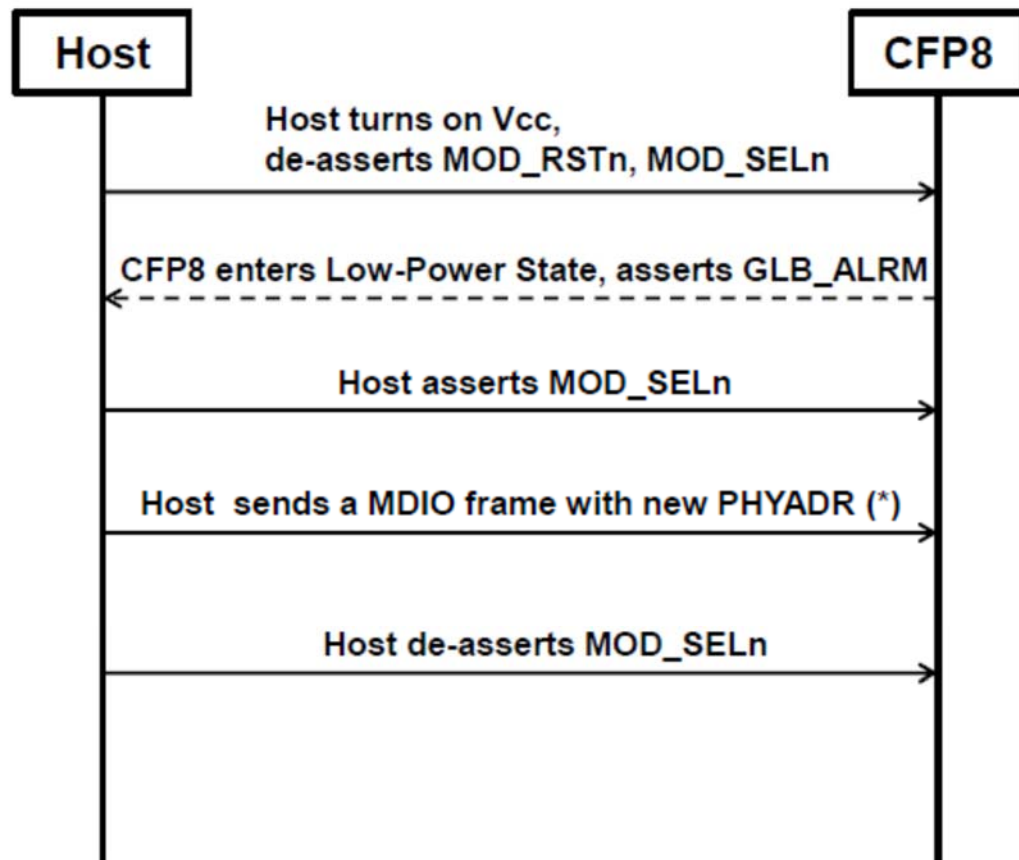 Host
CFP8
Host turns on Vcc,
de-asserts MOD_RSTn, MOD_SELn
CFP8 enters Low-Power State, asserts GLB_ALRM
Host asserts MOD_SELn
Host sends a MDIO frame with new PHYADR (*)
Host de-asserts MOD_SELn